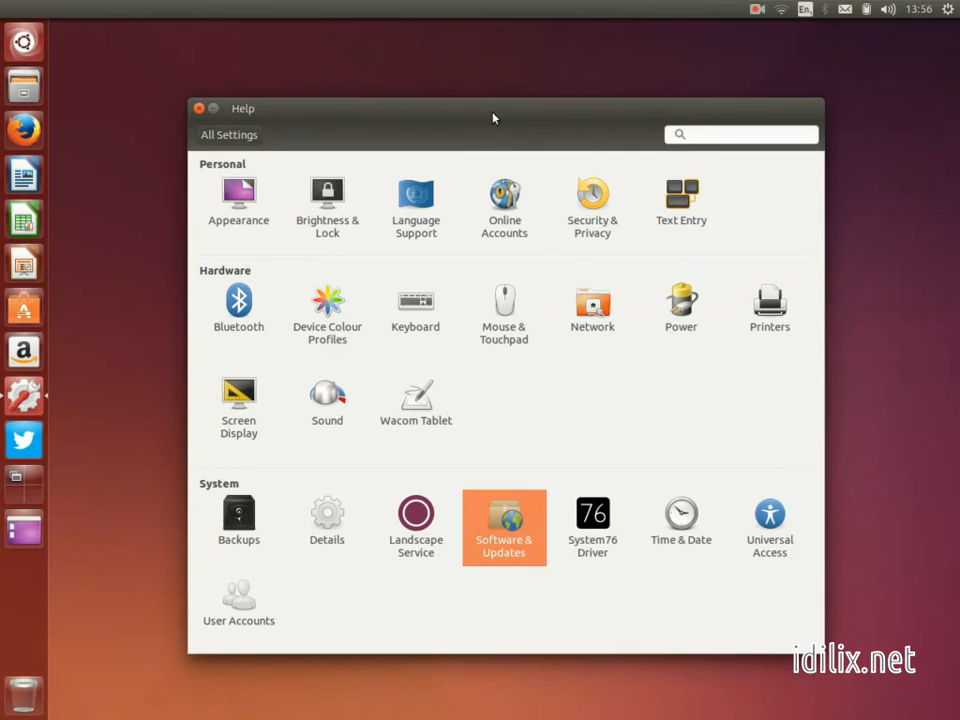 En
13:56
Help
All Settings
Personal
Appearance
Brightness &
Lock
Language
Support
Online
Accounts
Security &
Privacy
Text Entry
Hardware
Bluetooth
Device Colour
Profiles
Keyboard
Mouse &
Touchpad
Network
Power
Printers
Screen
Display
Sound
Wacom Tablet
System
Backups
Details
Landscape
Service
Software &
Updates
76
System76
Driver
Time & Date
Universal
Access
User Accounts
a
idilix.net